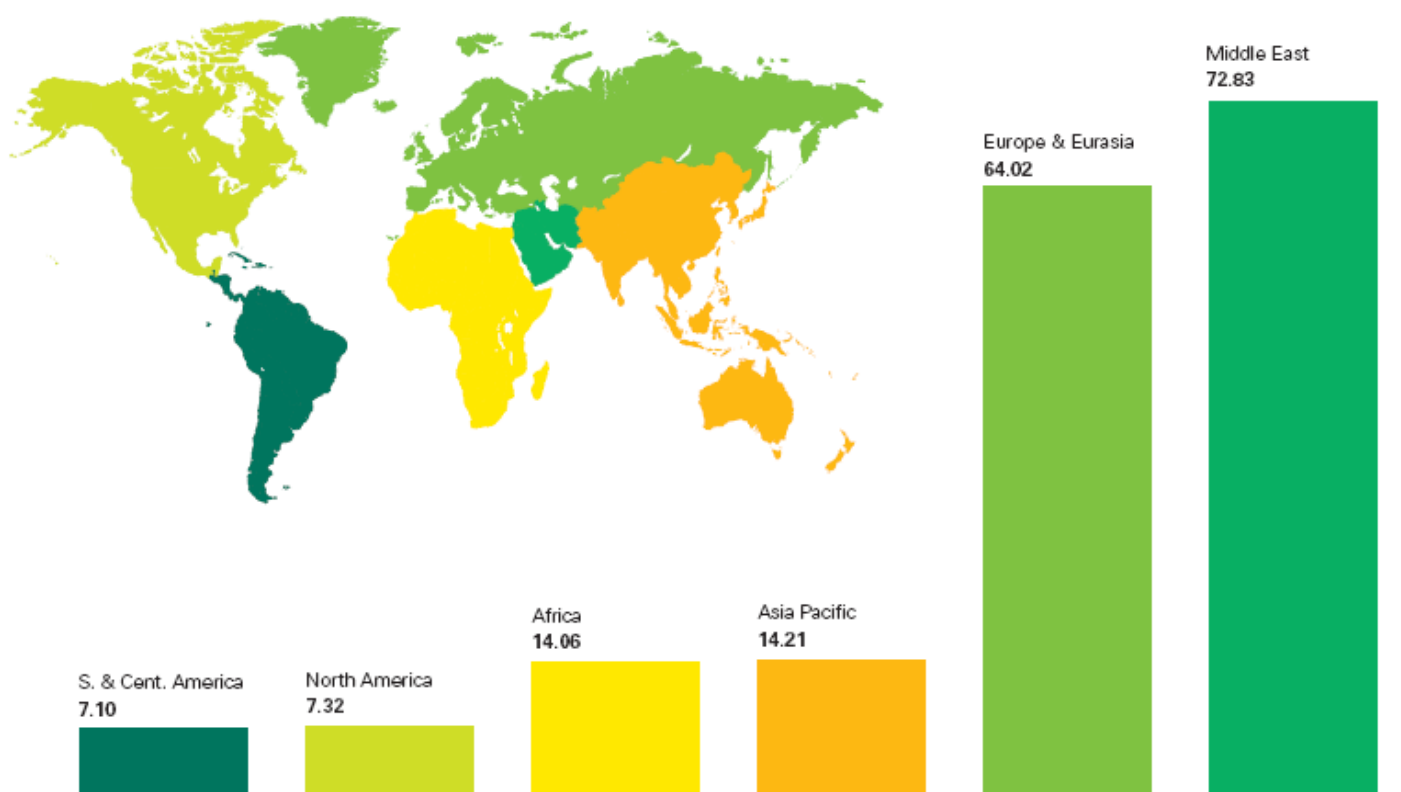 Middle East
72.83
Europe & Eurasia
64.02
Africa
14.06
Asia Pacific
14.21
S. & Cent. America
7.10
North America
7.32